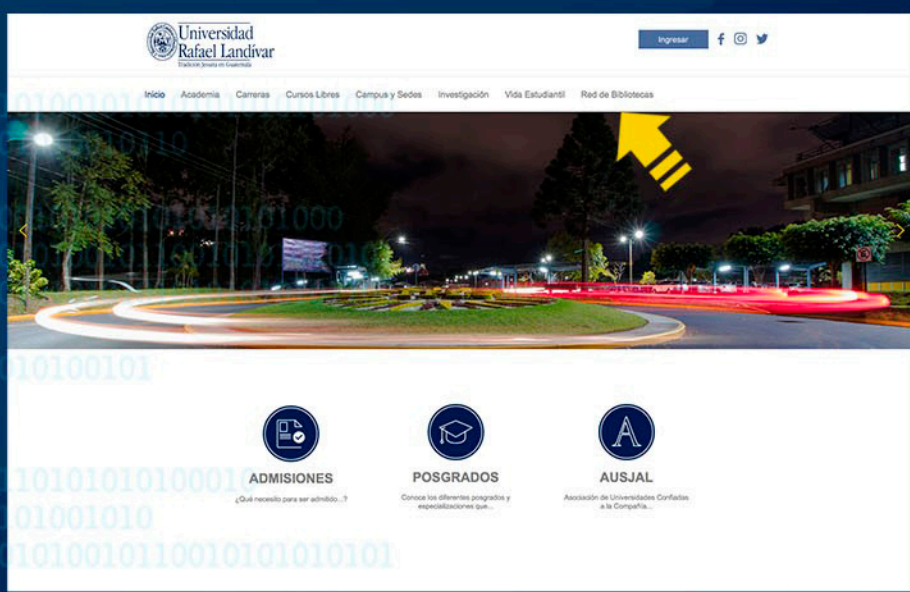 Universidad
Rafael Landívar
Tradición Jesuita en Guatemala
Ingresar
Inicio Academia Carreras Cursos Libres Campus y Sedes Investigación Vida Estudiantil Red de Bibliotecas
ADMISIONES
¿Qué necesito para ser admitido...?
POSGRADOS
Conoce los diferentes posgrados y
especializaciones que...
AUSJAL
Asociación de Universidades Confiadas
a la Compañía...
10100101
01001010